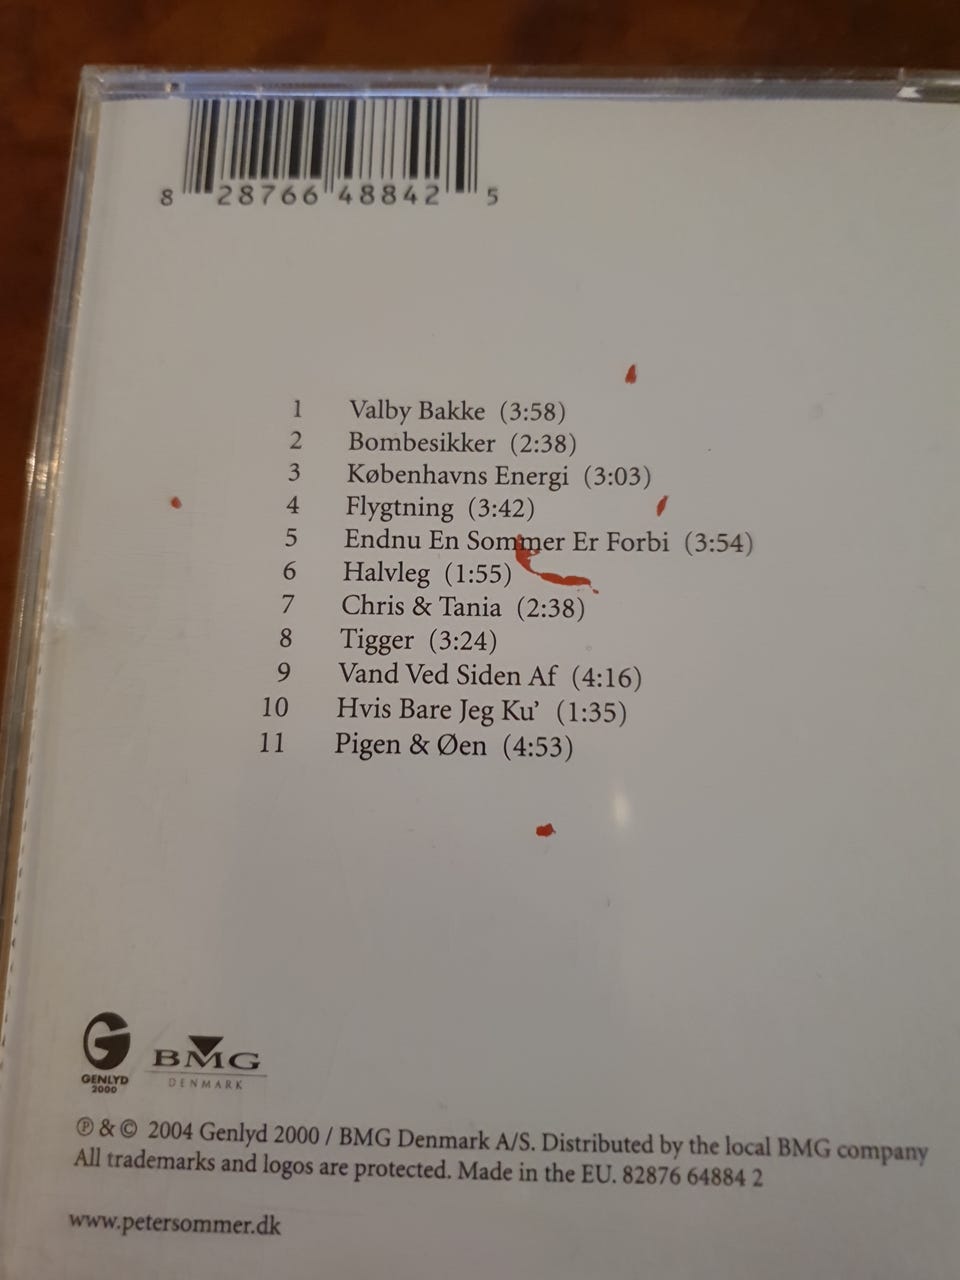 8 28766 48842 5
1 Valby Bakke (3:58)
2 Bombesikker (2:38)
3 Københavns Energi (3:03)
4 Flygtning (3:42)
5 Endnu En Sommer Er Forbi (3:54)
6 Halvleg (1:55)
7 Chris & Tania (2:38)
8 Tigger (3:24)
9 Vand Ved Siden Af (4:16)
10 Hvis Bare Jeg Ku’ (1:35)
11 Pigen & Øen (4:53)
GENLYD
2000
BMG
DENMARK
℗ & © 2004 Genlyd 2000 / BMG Denmark A/S. Distributed by the local BMG company
All trademarks and logos are protected. Made in the EU. 82876 64884 2
www.petersommer.dk